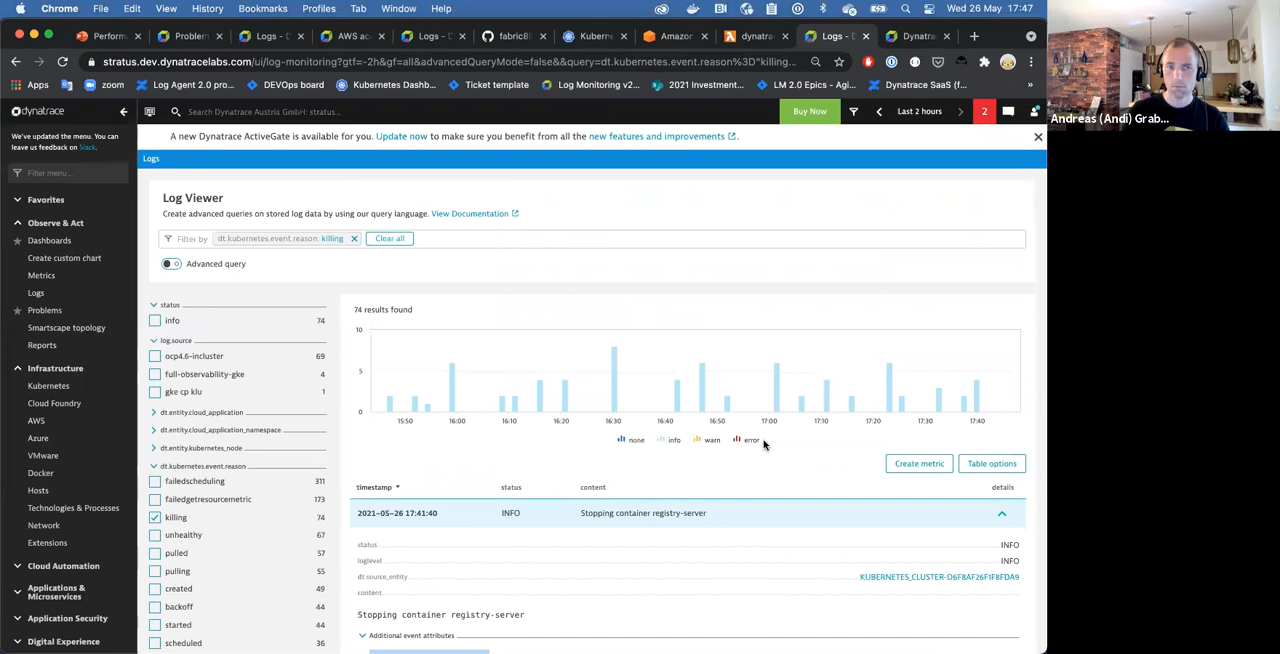 Chrome File Edit View History Bookmarks Profiles Tab Window Help Wed 26 May 17:47
Perform Problem Logs - D AWS ac Logs - D fabric8 Kuberne Amazon dynatra Logs - D Dynatra
stratus.dynatracelabs.com/ui/log-monitoring?gtf=-2h&gf=all&advancedQueryMode=false&&query=dt.kubernetes.event.reason%3D"killing...
Apps zoom Log Agent 2.0 prog... DEVOps board Kubernetes Dashb... Ticket template Log Monitoring v2... 2021 Investment... LM 2.0 Epics - Agi... Dynatrace SaaS (f...
Andreas (Andi) Grab...
dynatrace Search Dynatrace Austria GmbH: stratus... Buy Now Last 2 hours 2
We've updated the menu. You can leave us feedback on Slack.
A new Dynatrace ActiveGate is available for you. Update now to make sure you benefit from all the new features and improvements.
Filter menu...
Favorites
Observe & Act
Dashboards
Create custom chart
Metrics
Logs
Problems
Smartscape topology
Reports
Infrastructure
Kubernetes
Cloud Foundry
AWS
Azure
VMware
Docker
Hosts
Technologies & Processes
Network
Extensions
Cloud Automation
Applications &
Microservices
Application Security
Digital Experience
Logs
Log Viewer
Create advanced queries on stored log data by using our query language. View Documentation
Filter by dt.kubernetes.event.reason: killing Clear all
Advanced query
status
info 74
log.source
ocp4.6-incluster 69
full-observability-gke 4
gke cp klu 1
dt.entity.cloud_application
dt.entity.cloud_application_namespace
dt.entity.kubernetes_node
dt.kubernetes.event.reason
failedscheduling 311
failedgetresourcemetric 173
killing 74
unhealthy 67
pulled 57
pulling 55
created 49
backoff 44
started 44
scheduled 36
74 results found
10
5
0
15:50 16:00 16:10 16:20 16:30 16:40 16:50 17:00 17:10 17:20 17:30 17:40
none info warn error
Create metric Table options
timestamp status content details
2021-05-26 17:41:40 INFO Stopping container registry-server
status INFO
loglevel INFO
dt.source_entity KUBERNETES_CLUSTER-D6F8AF26F1F8FDA9
content
Stopping container registry-server
Additional event attributes